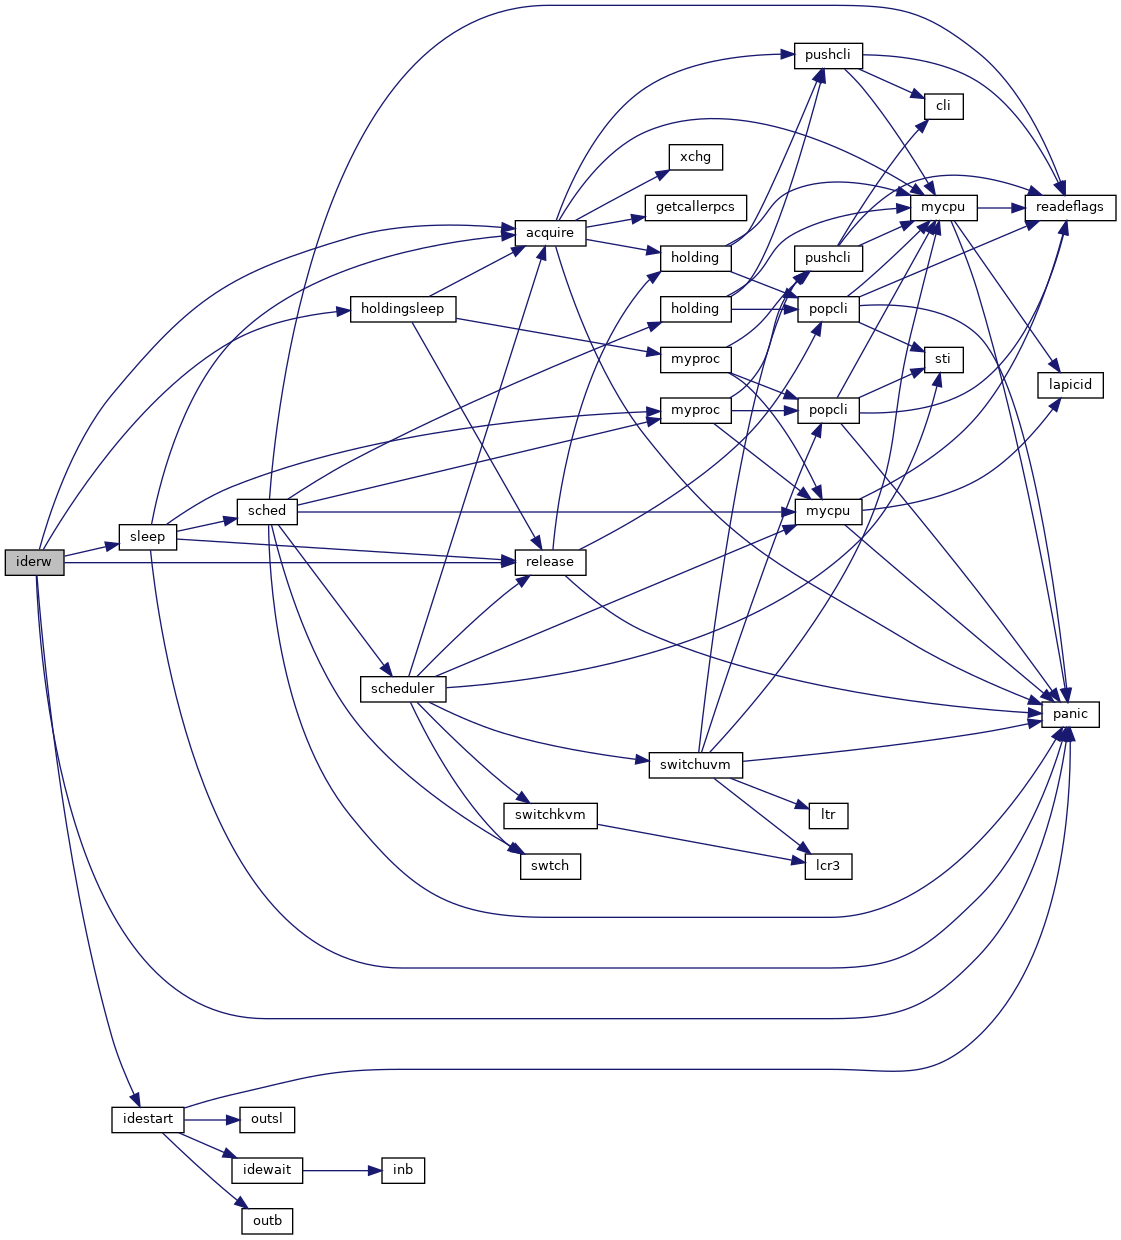 pushcli
cli
xchg
getcallerpcs
mycpu
readeflags
acquire
holding
pushcli
holdingsleep
holding
popcli
myproc
sti
lapicid
myproc
popcli
sched
mycpu
sleep
iderw
release
scheduler
panic
switchuvm
switchkvm
ltr
swtch
lcr3
idestart
outsl
idewait
inb
outb